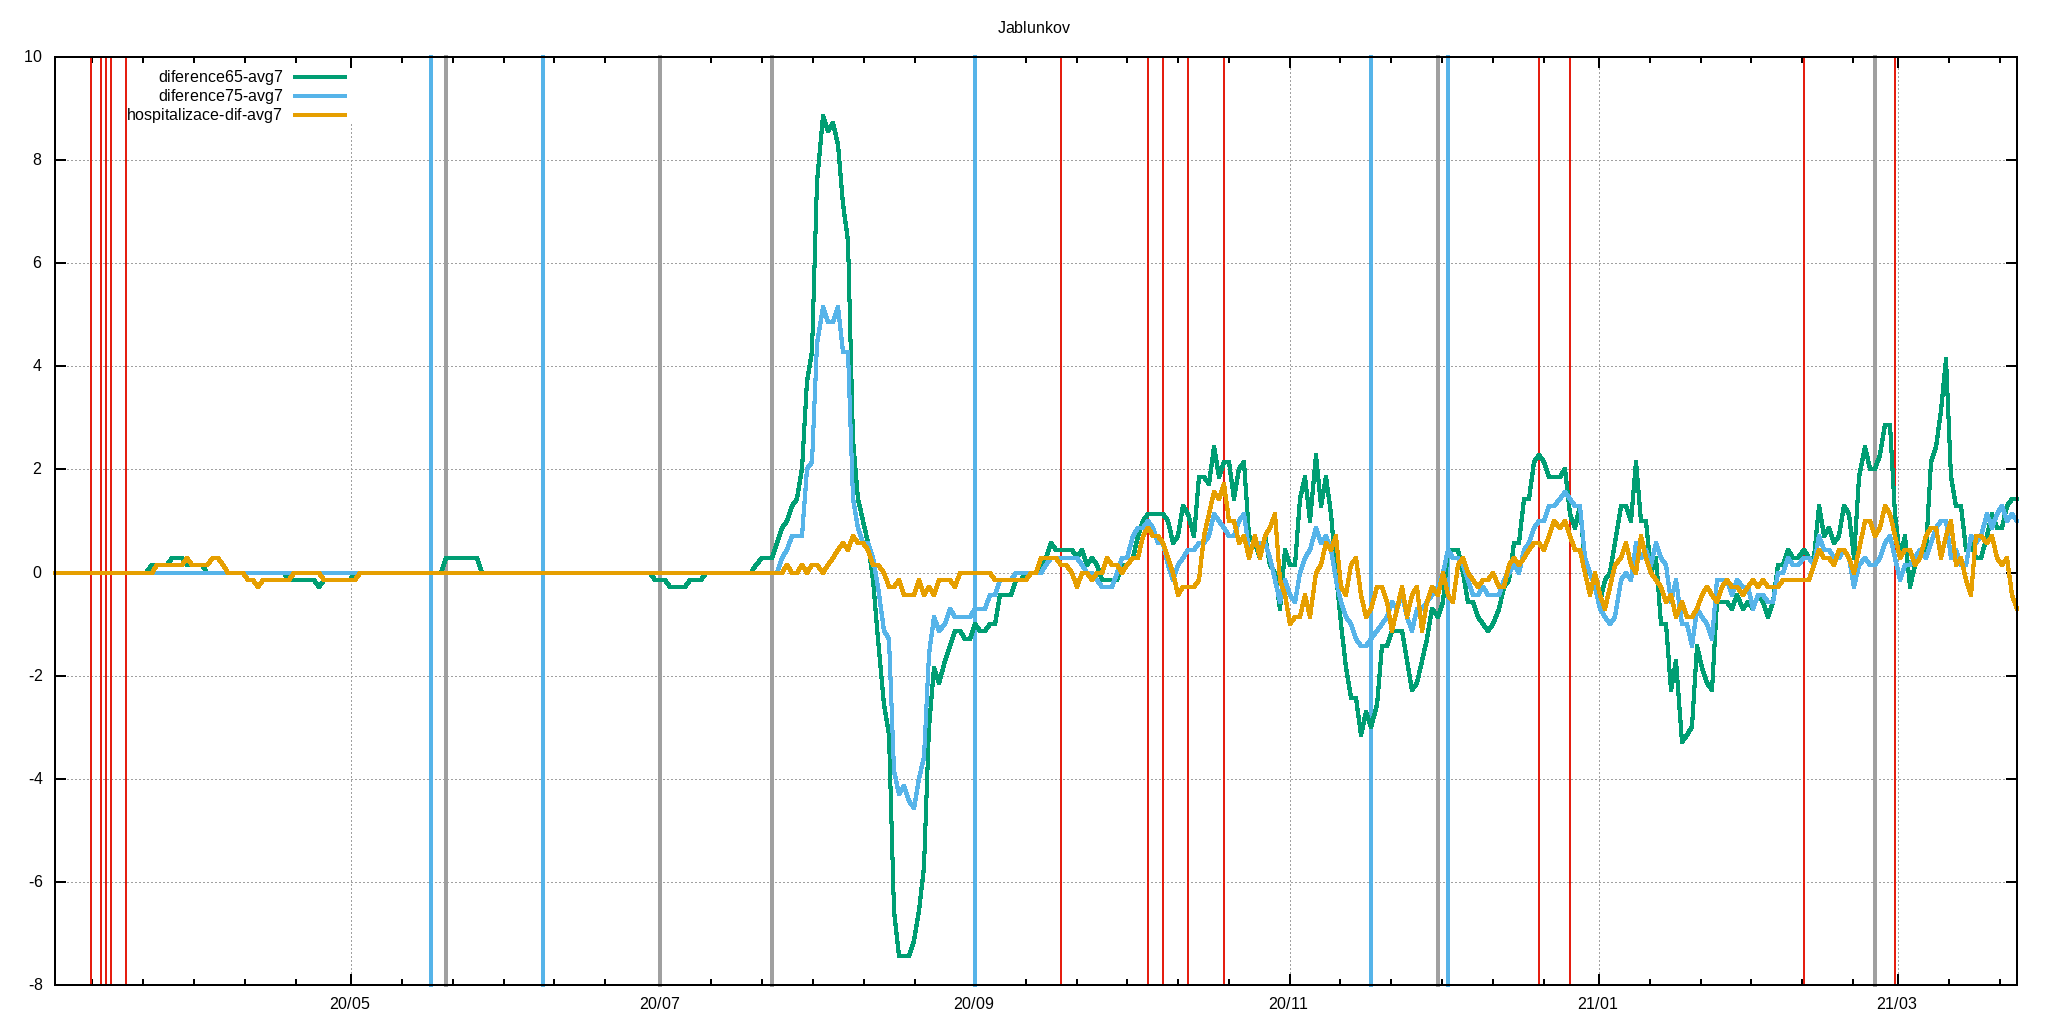 Jablunkov
10
diference65-avg7
diference75-avg7
hospitalizace-dif-avg7
8
6
4
2
0
-2
-4
-6
-8
20/05 20/07 20/09 20/11 21/01 21/03